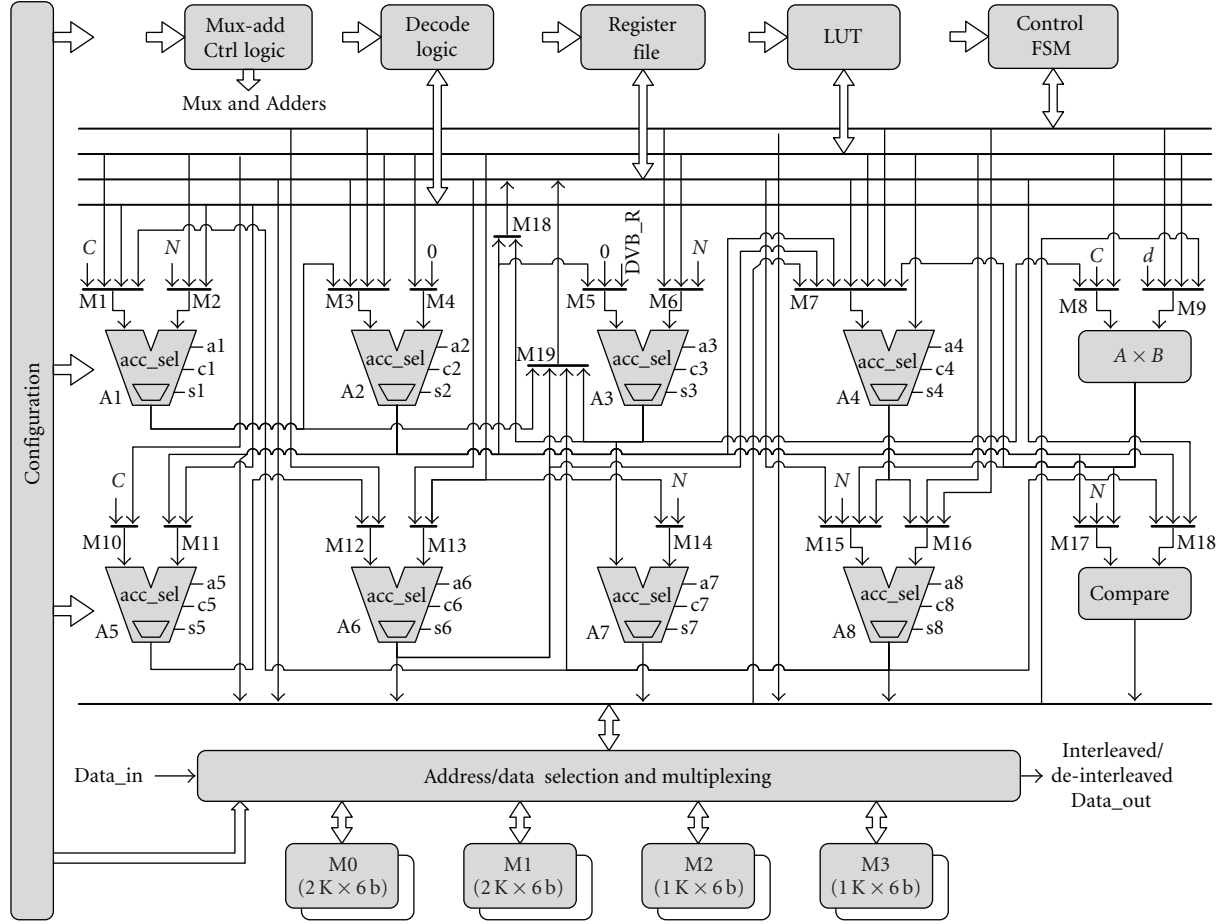 Mux-add
Ctrl logic
Decode
logic
Register
file
LUT
Control
FSM
Mux and Adders
Configuration
C
N
M1
M2
M3
0
M4
M18
0
DVB_R
N
M5
M6
M7
C
d
M8
M9
acc_sel
a1
c1
s1
A1
acc_sel
a2
c2
s2
A2
M19
acc_sel
a3
c3
s3
A3
acc_sel
a4
c4
s4
A4
A × B
C
M10
M11
M12
M13
N
M14
N
M15
M16
N
M17
M18
acc_sel
a5
c5
s5
A5
acc_sel
a6
c6
s6
A6
acc_sel
a7
c7
s7
A7
acc_sel
a8
c8
s8
A8
Compare
Data_in
Address/data selection and multiplexing
Interleaved/
de-interleaved
Data_out
M0
(2 K × 6 b)
M1
(2 K × 6 b)
M2
(1 K × 6 b)
M3
(1 K × 6 b)